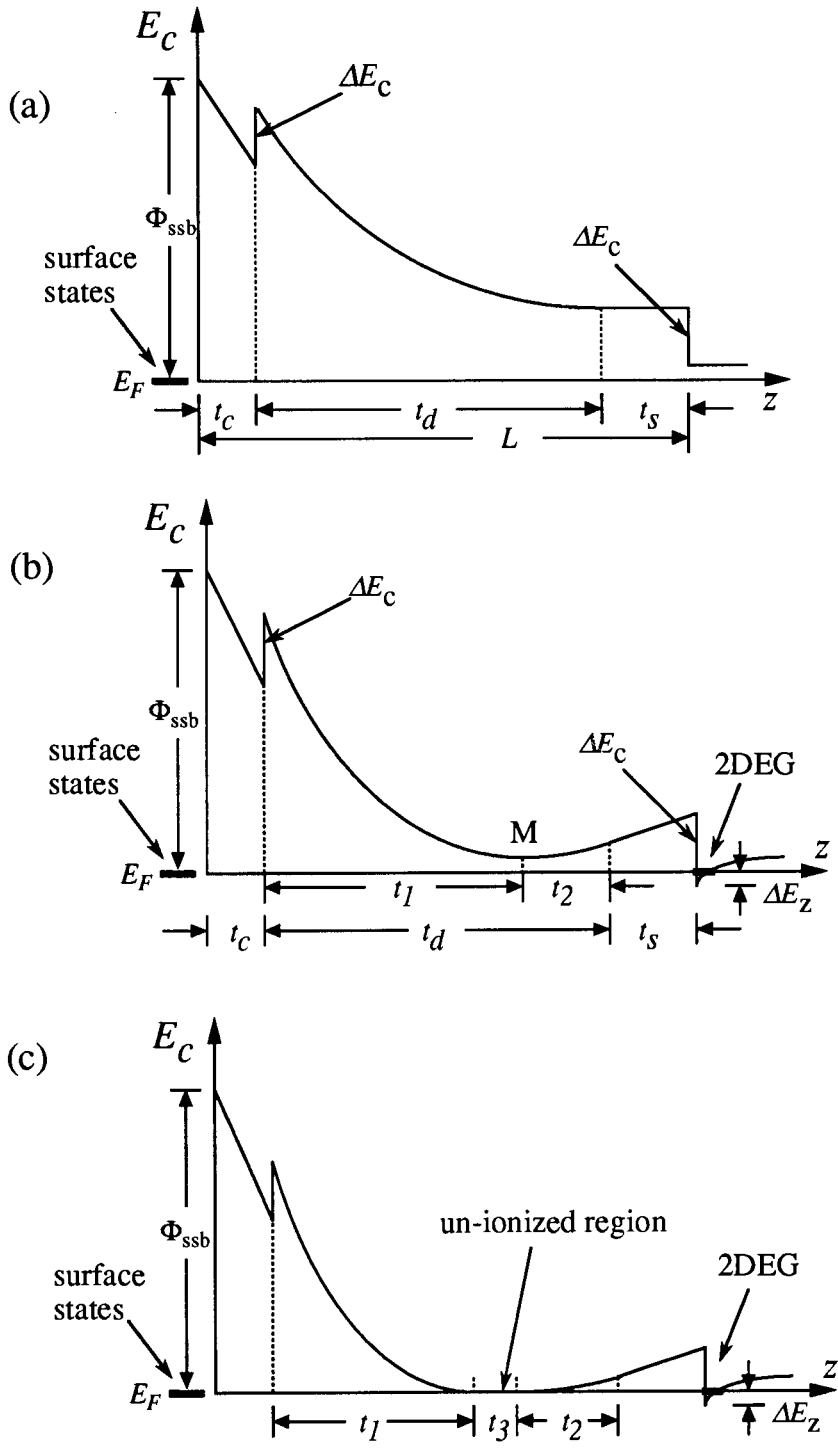 (a)
E_c
ΔE_c
Φ_ssb
ΔE_c
surface
states
E_F
z
t_c
t_d
t_s
L
(b)
E_c
ΔE_c
Φ_ssb
surface
states
ΔE_c
2DEG
M
z
E_F
t_1
t_2
ΔE_z
t_c
t_d
t_s
(c)
E_c
un-ionized region
Φ_ssb
2DEG
surface
states
z
E_F
t_1
t_3
t_2
ΔE_z